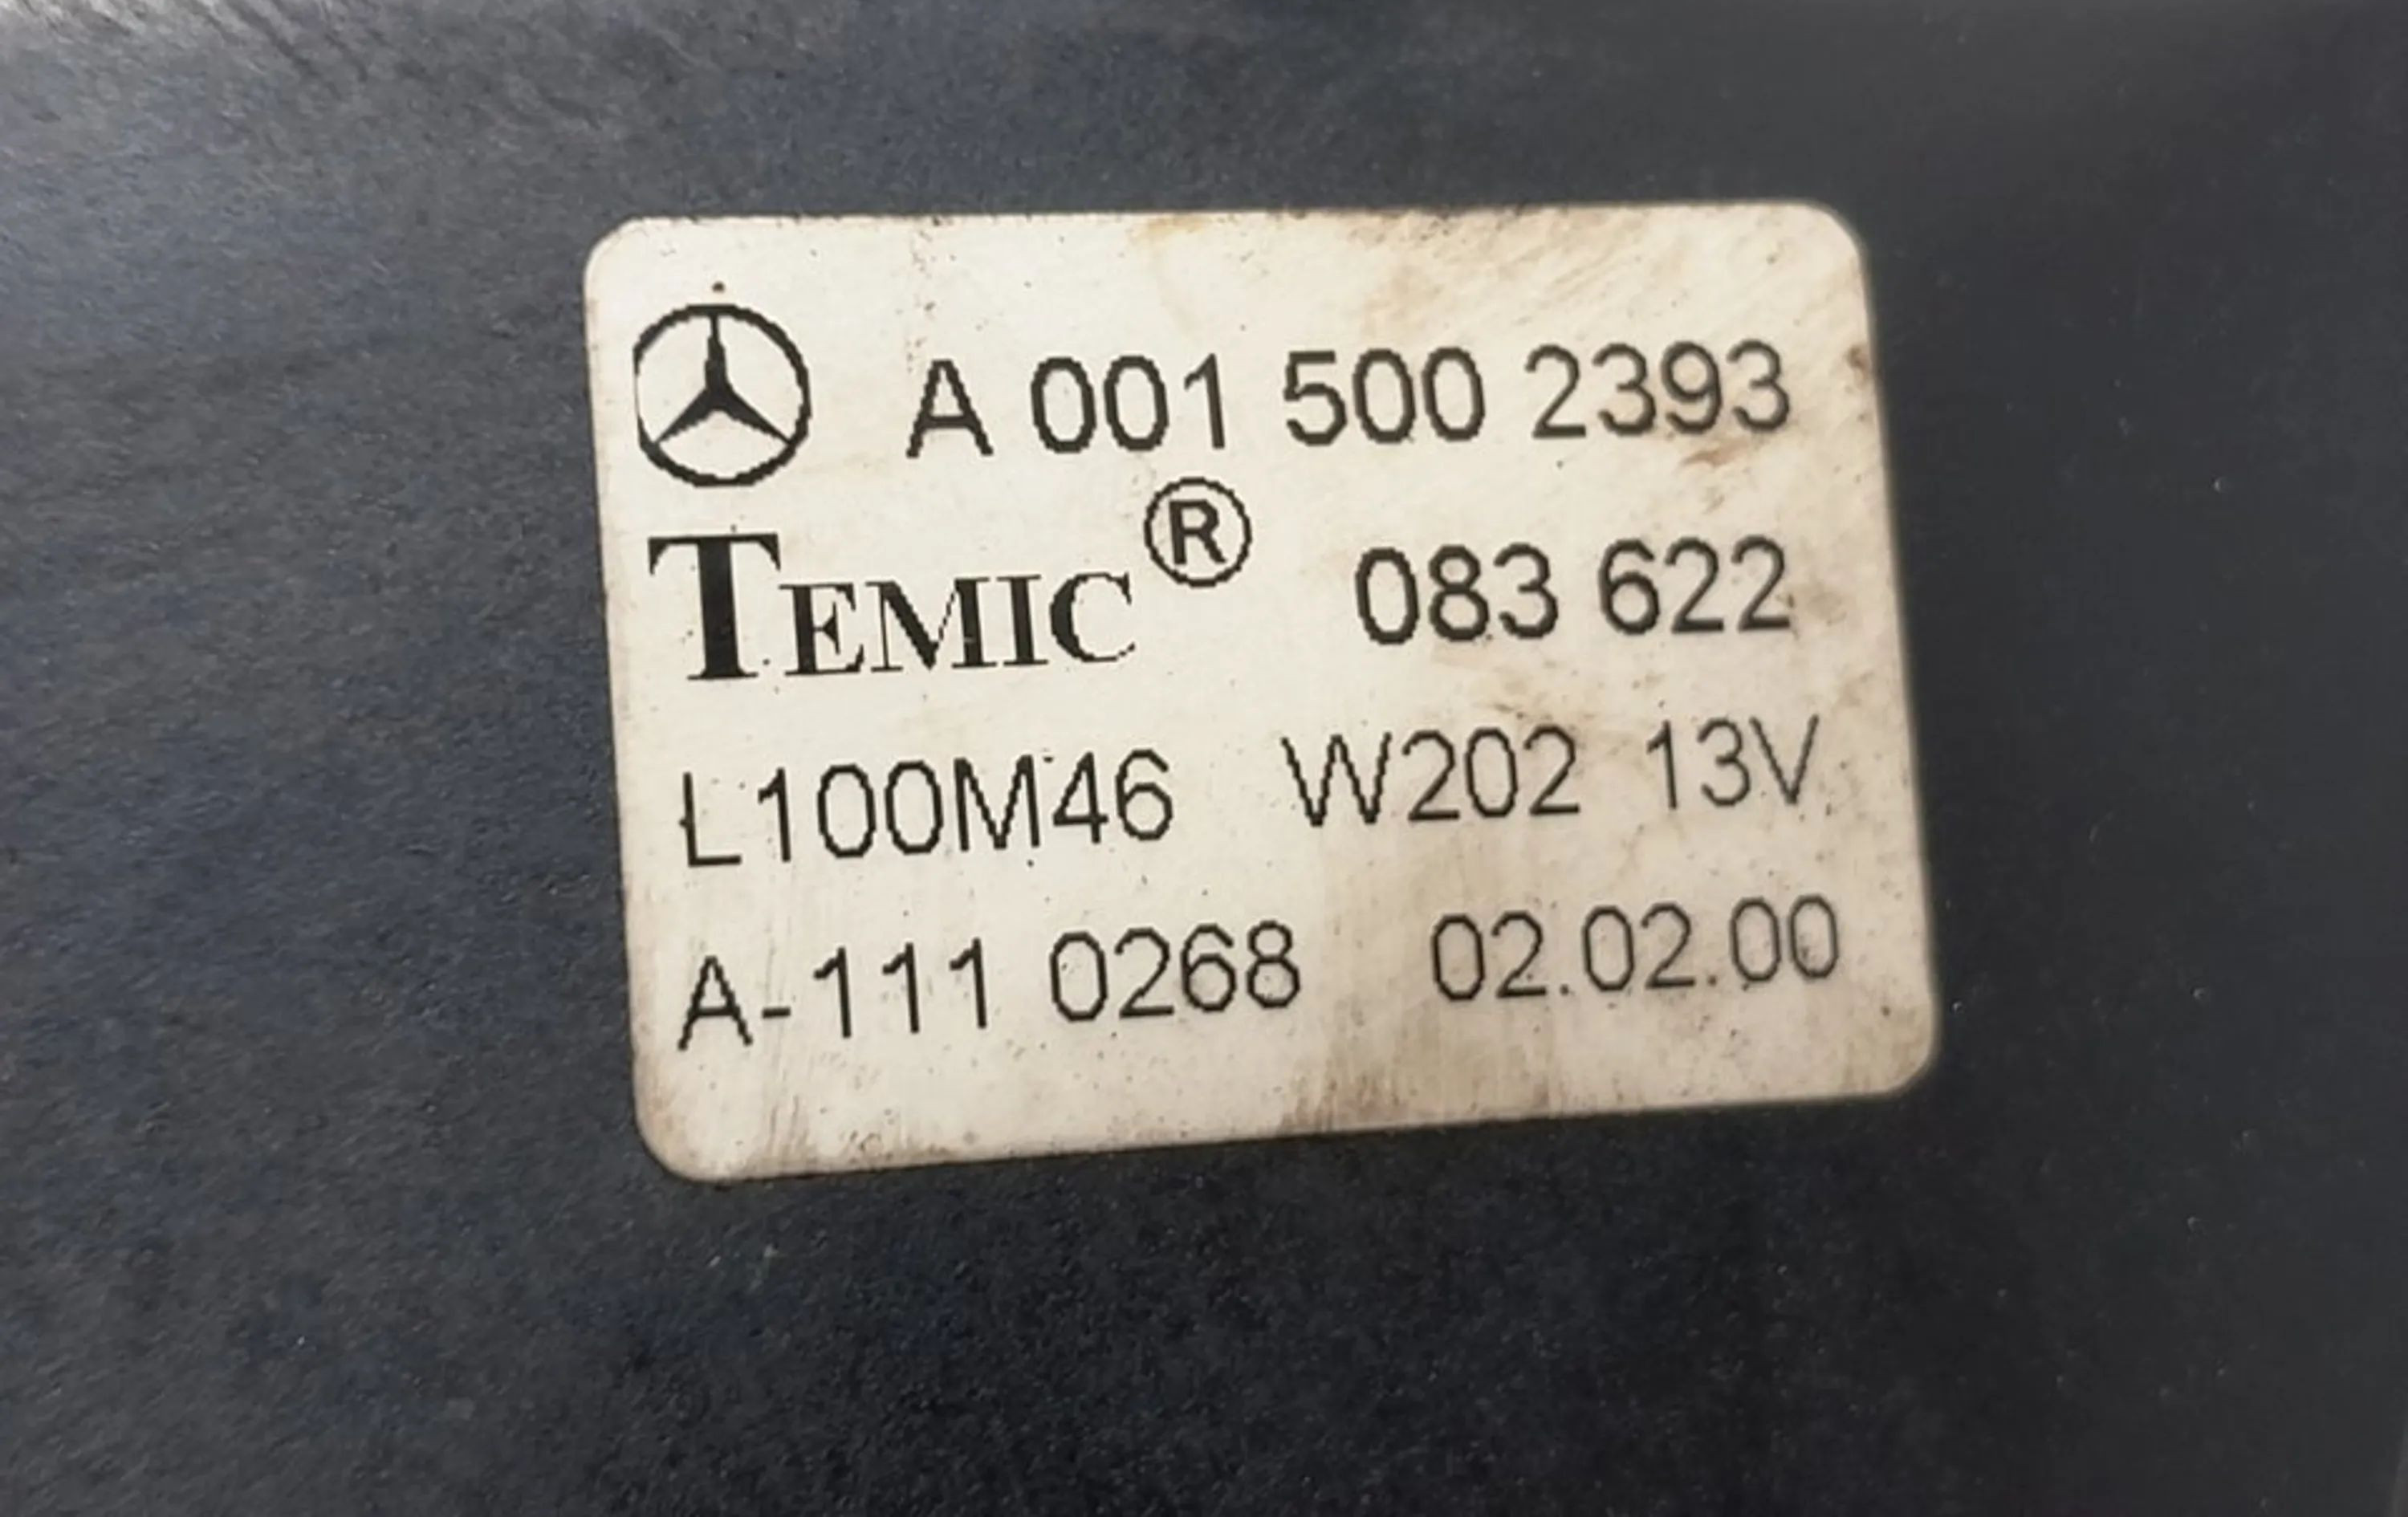 A 001 500 2393
TEMIC® 083 622
L100M46 W202 13V
A-111 0268 02.02.00